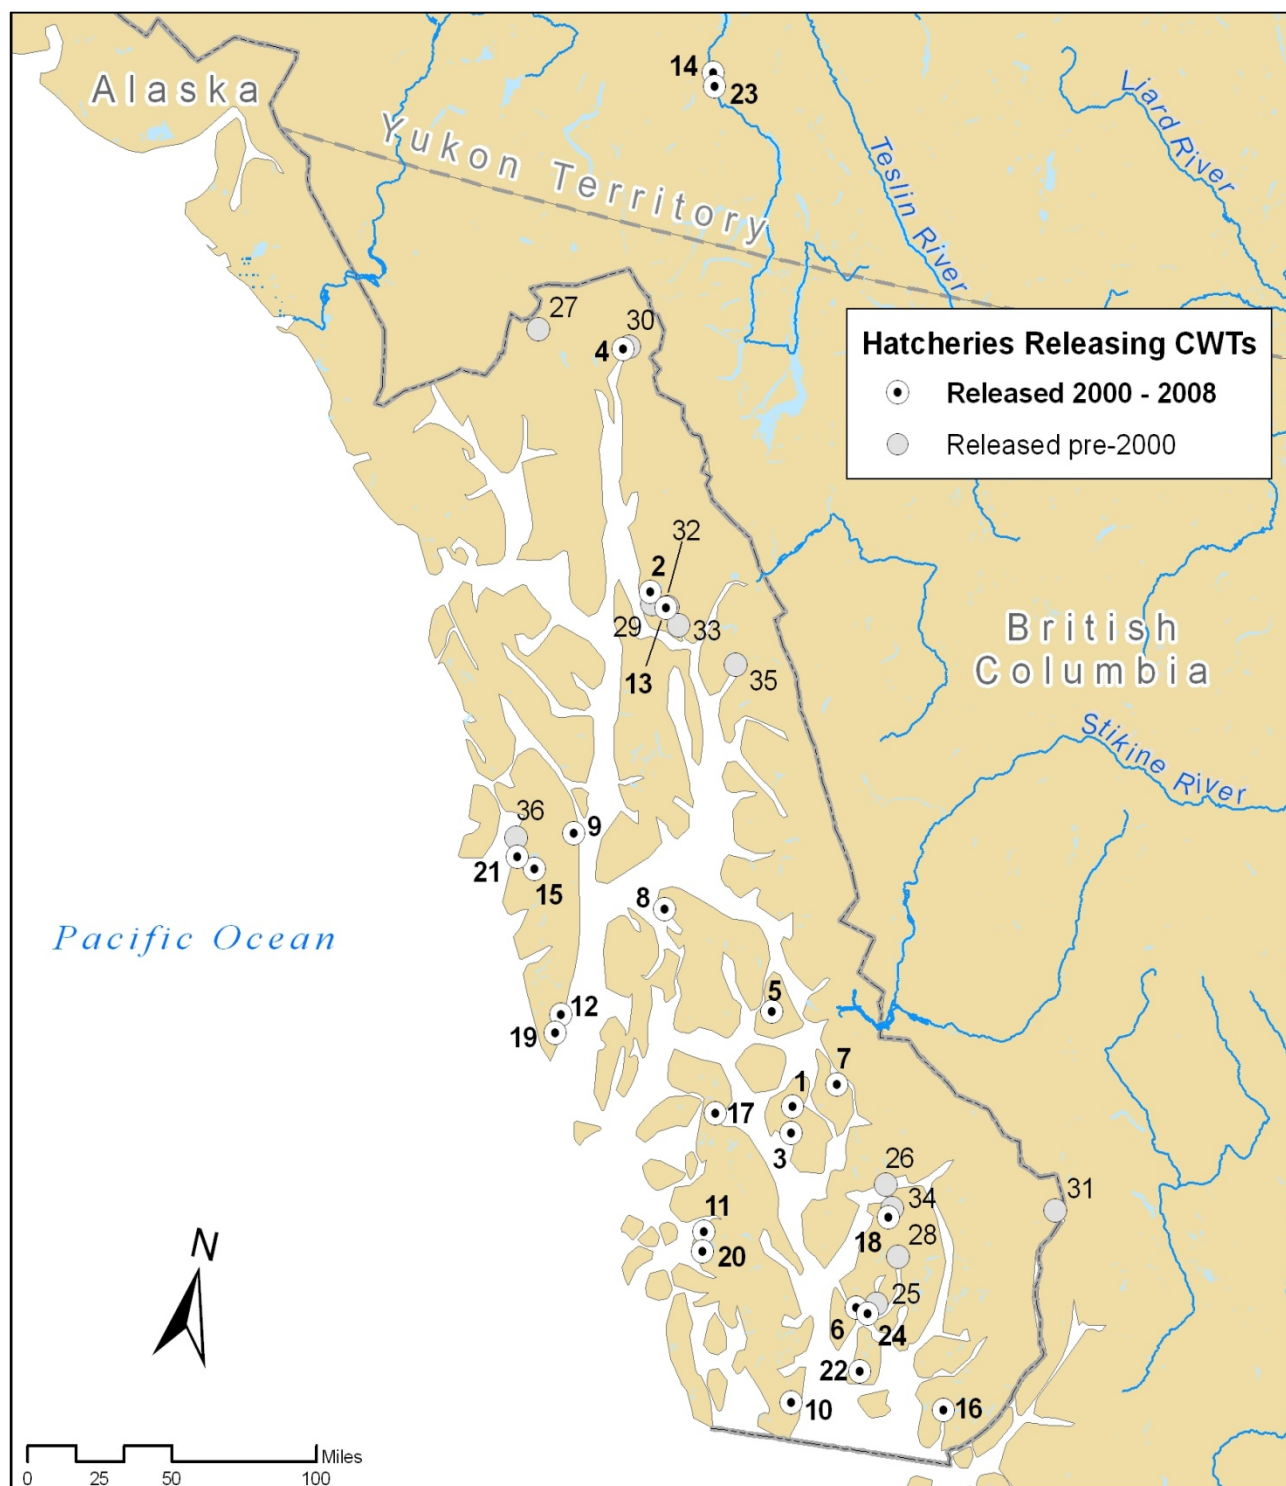 Alaska
14
23
Yukon Territory
Teslin River
Liard River
27
30
4
Hatcheries Releasing CWTs
Released 2000 - 2008
Released pre-2000
32
2
29
33
13
35
British
Columbia
Stikine River
36
9
21
15
8
Pacific Ocean
5
12
19
7
1
17
3
26
34
31
11
18
28
20
25
6
24
22
10
16
N
Miles
0 25 50 100